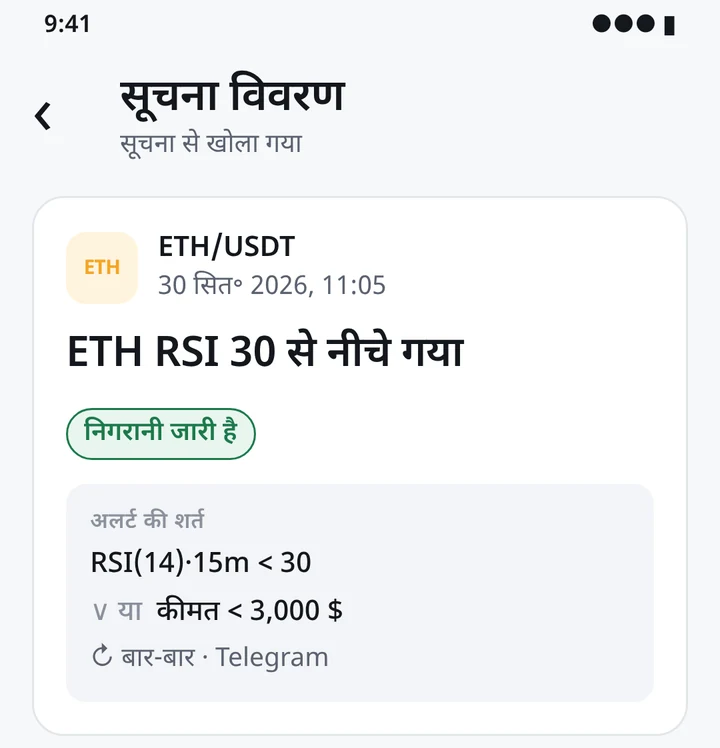 9:41
सूचना विवरण
सूचना से खोला गया
ETH
ETH/USDT
30 सित॰ 2026, 11:05
ETH RSI 30 से नीचे गया
निगरानी जारी है
अलर्ट की शर्त
RSI(14)·15m < 30
∨ या कीमत < 3,000 $
↻ बार-बार · Telegram